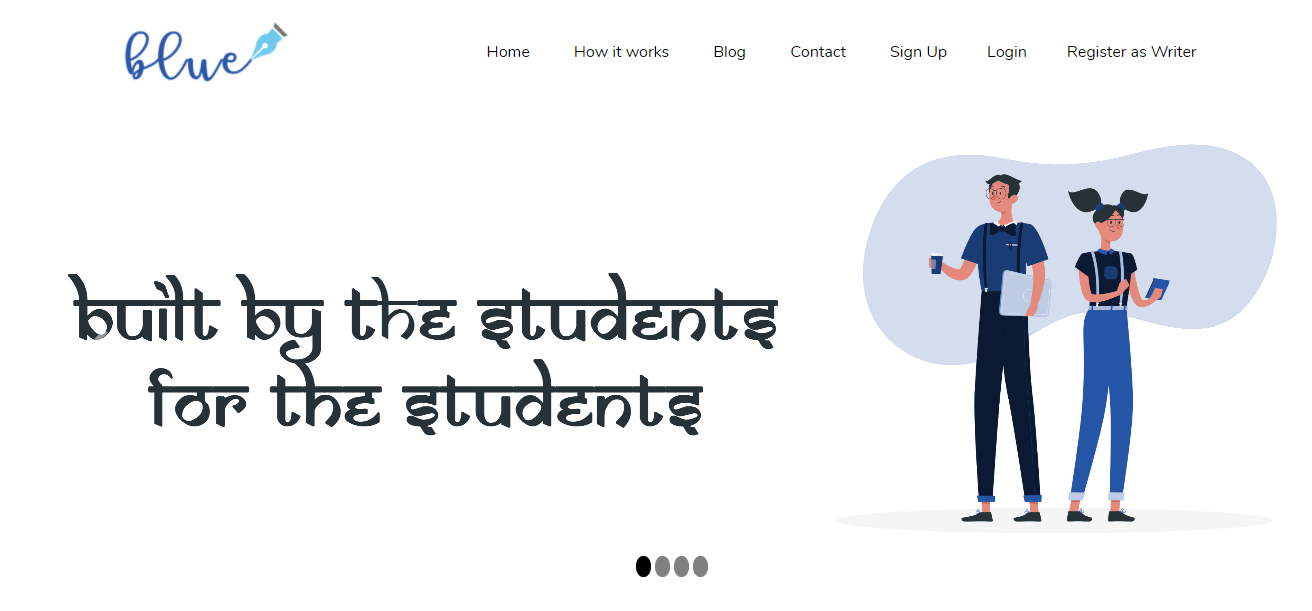 blue
Home How it works Blog Contact Sign Up Login Register as Writer
built by the students
for the students